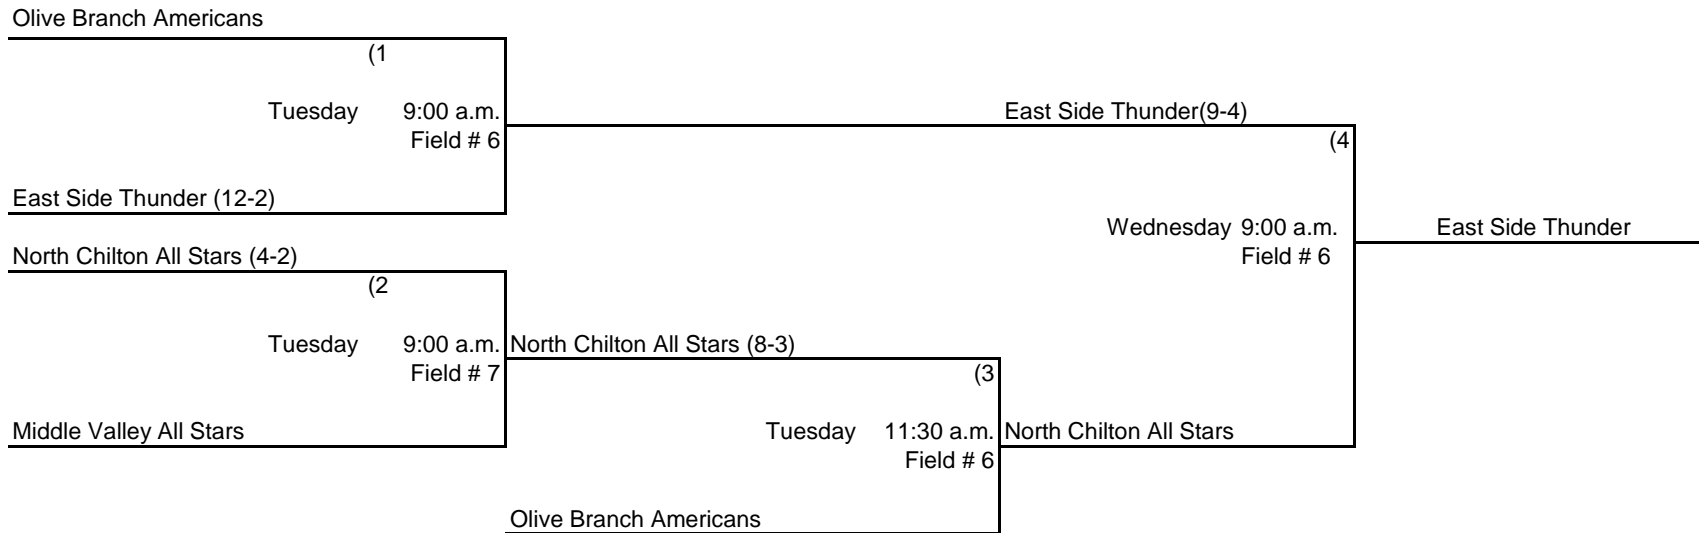 Olive Branch Americans
(1
Tuesday 9:00 a.m. East Side Thunder(9-4)
Field # 6 (4
East Side Thunder (12-2)
Wednesday 9:00 a.m. East Side Thunder
North Chilton All Stars (4-2) Field # 6
(2
Tuesday 9:00 a.m. North Chilton All Stars (8-3)
Field # 7 (3
Middle Valley All Stars Tuesday 11:30 a.m. North Chilton All Stars
Field # 6
Olive Branch Americans